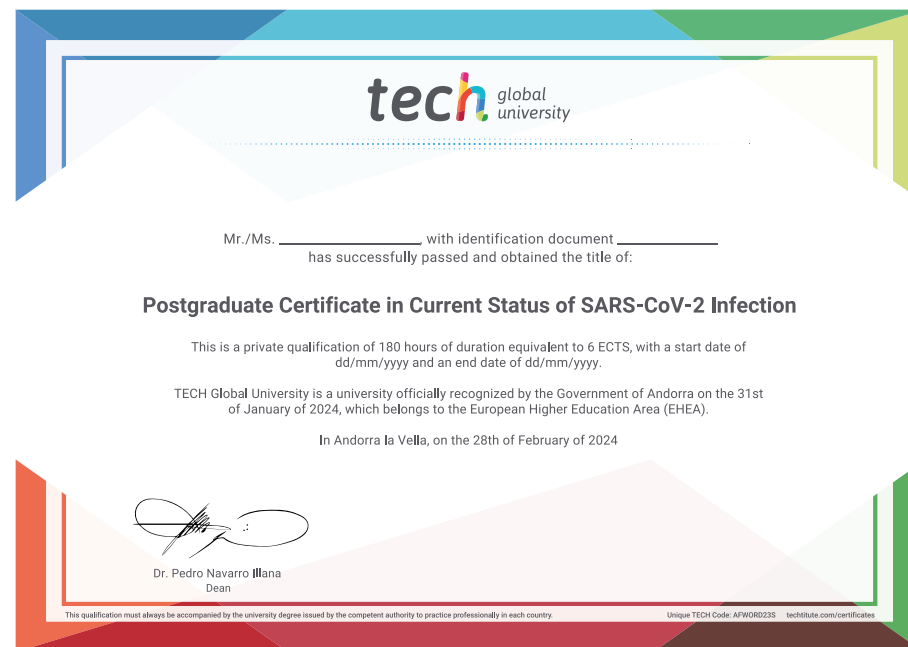 tech global university
Mr./Ms. ____________________, with identification document ______________
has successfully passed and obtained the title of:
Postgraduate Certificate in Current Status of SARS-CoV-2 Infection
This is a private qualification of 180 hours of duration equivalent to 6 ECTS, with a start date of
dd/mm/yyyy and an end date of dd/mm/yyyy.
TECH Global University is a university officially recognized by the Government of Andorra on the 31st
of January of 2024, which belongs to the European Higher Education Area (EHEA).
In Andorra la Vella, on the 28th of February of 2024
Dr. Pedro Navarro Illana
Dean
This qualification must always be accompanied by the university degree issued by the competent authority to practice professionally in each country.
Unique TECH Code: AFWORD23S techtitute.com/certificates